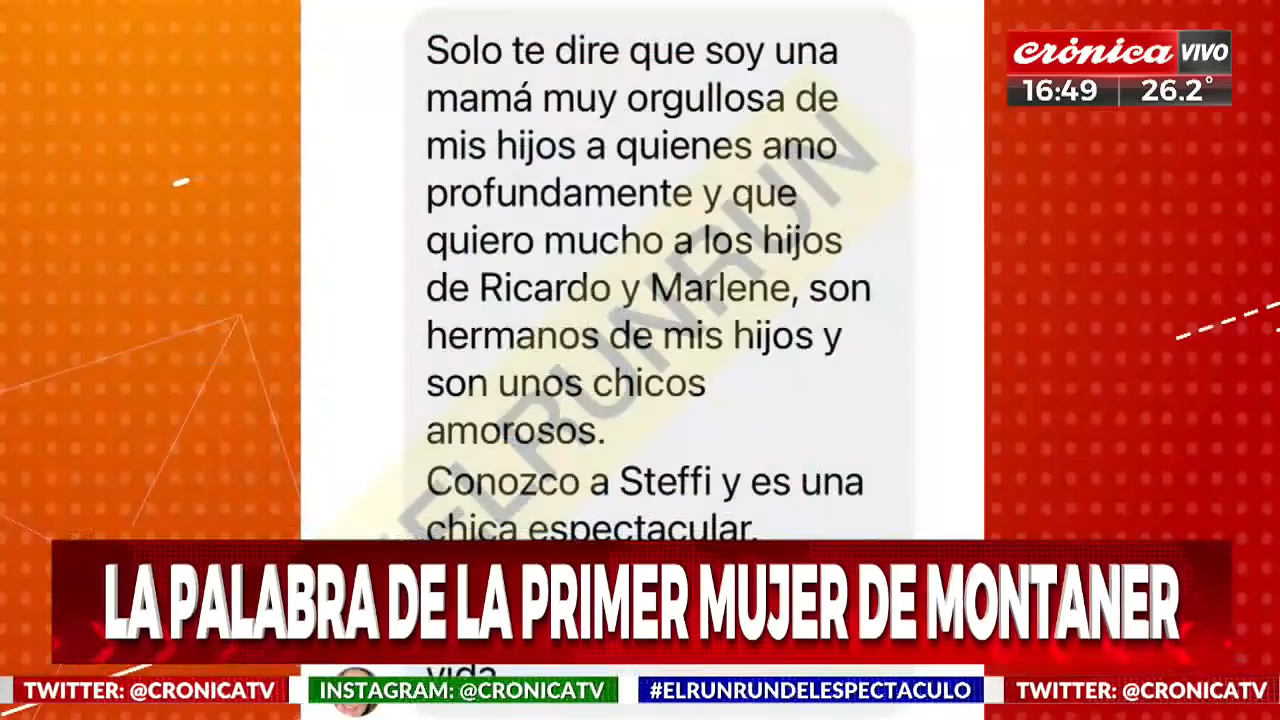 Solo te dire que soy una
mamá muy orgullosa de
mis hijos a quienes amo
profundamente y que
quiero mucho a los hijos
de Ricardo y Marlene, son
hermanos de mis hijos y
son unos chicos
amorosos.
Conozco a Steffi y es una
chica espectacular.
vida
ELRUNRUN
crónica VIVO
16:49 26.2°
LA PALABRA DE LA PRIMER MUJER DE MONTANER
TWITTER: @CRONICATV INSTAGRAM: @CRONICATV #ELRUNRUNDELESPECTACULO TWITTER: @CRONICATV